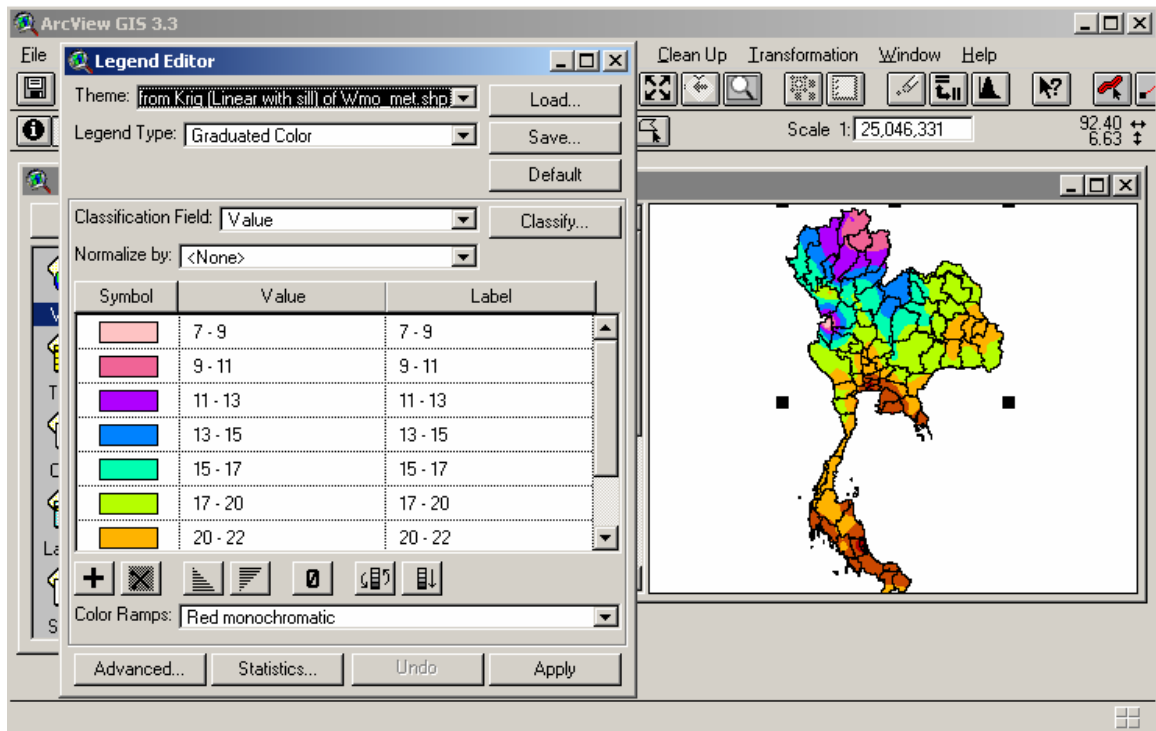 ArcView GIS 3.3
File
Clean Up Transformation Window Help
Legend Editor
Theme: from Krig (Linear with sill) of Wmo_met.shp
Load...
Legend Type: Graduated Color
Save...
Default
Scale 1: 25,046,331
92.40
6.63
Classification Field: Value
Classify...
Normalize by: <None>
Symbol Value Label
7 - 9 7 - 9
9 - 11 9 - 11
11 - 13 11 - 13
13 - 15 13 - 15
15 - 17 15 - 17
17 - 20 17 - 20
20 - 22 20 - 22
Color Ramps: Red monochromatic
Advanced... Statistics... Undo Apply